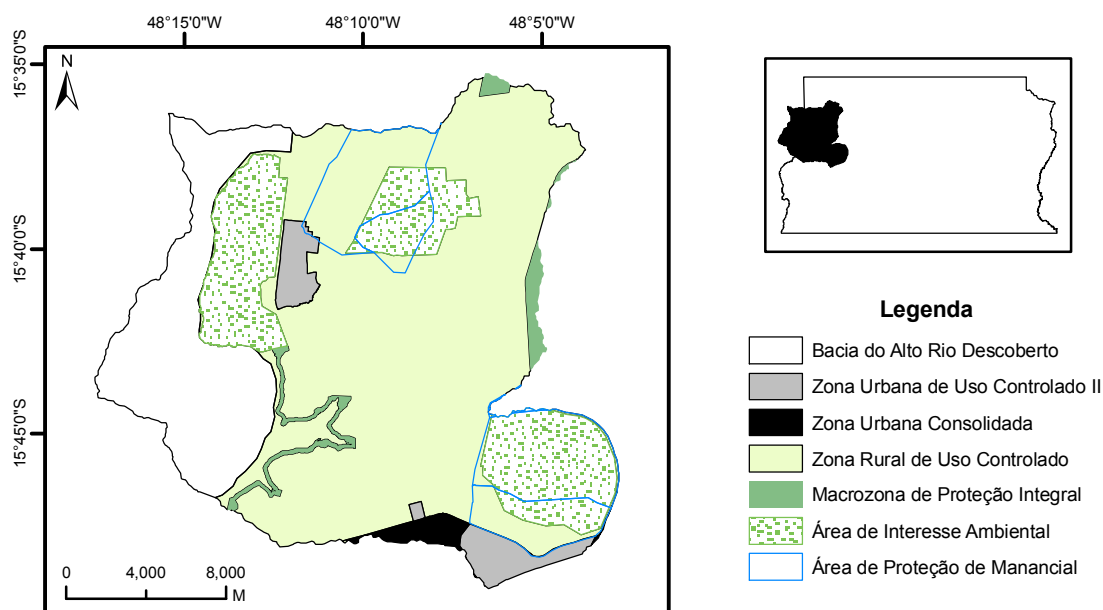 48°15'0"W 48°10'0"W 48°5'0"W
15°35'0"S
15°40'0"S
15°45'0"S
N
0 4,000 8,000
M
Legenda
Bacia do Alto Rio Descoberto
Zona Urbana de Uso Controlado II
Zona Urbana Consolidada
Zona Rural de Uso Controlado
Macrozona de Proteção Integral
Área de Interesse Ambiental
Área de Proteção de Manancial